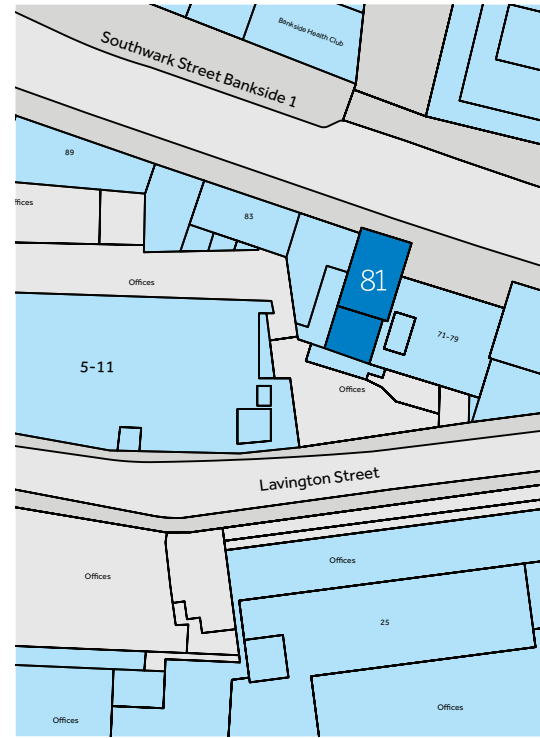 Bankside Health Club
Southwark Street Bankside 1
89
83
ffices
81
Offices
71-79
5-11
Offices
Lavington Street
Offices
Offices
25
Offices
Offices